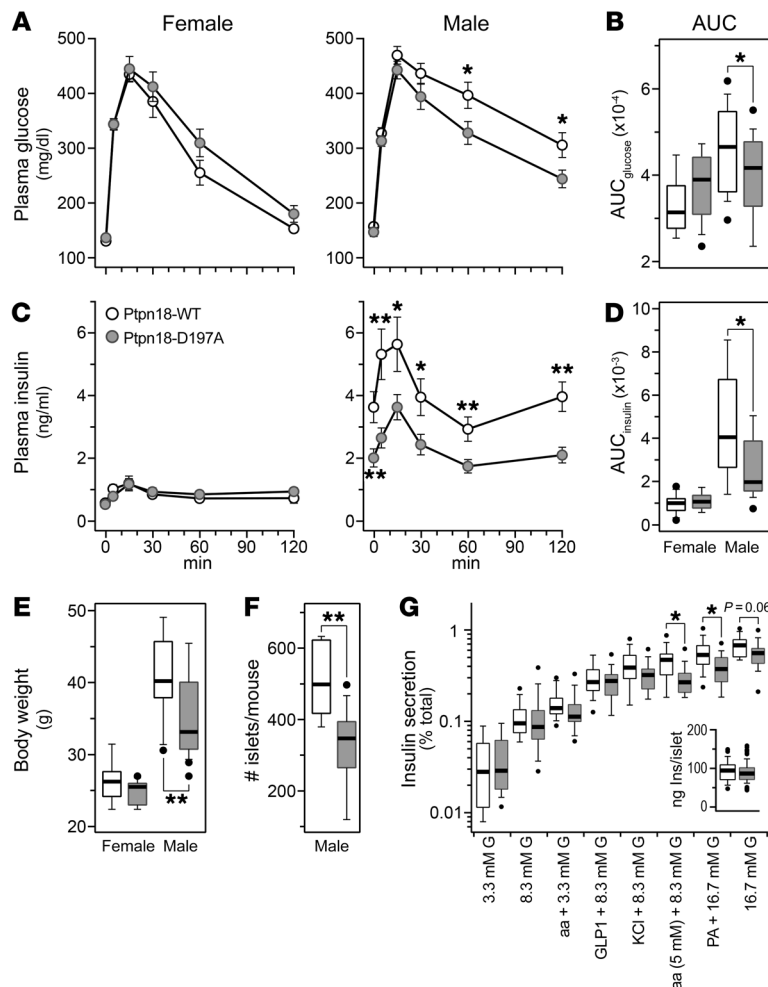 A
Female
Male
B
AUC
Plasma glucose
(mg/dl)
500
400
300
200
100
*
*
AUCglucose (x10-4)
6
4
2
*
C
Ptpn18-WT
Ptpn18-D197A
Plasma insulin
(ng/ml)
6
4
2
0
0 30 60 90 120
min
**
*
*
**
**
**
0 30 60 90 120
min
D
AUCinsulin (x10-3)
10
8
6
4
2
0
*
Female Male
E
Body weight
(g)
50
40
30
20
**
Female Male
F
# islets/mouse
600
400
200
**
Male
G
Insulin secretion
(% total)
1
0.1
0.01
*
*
P = 0.06
ng Ins/islet
200
100
0
3.3 mM G
8.3 mM G
aa + 3.3 mM G
GLP1 + 8.3 mM G
KCl + 8.3 mM G
aa (5 mM) + 8.3 mM G
PA + 16.7 mM G
16.7 mM G